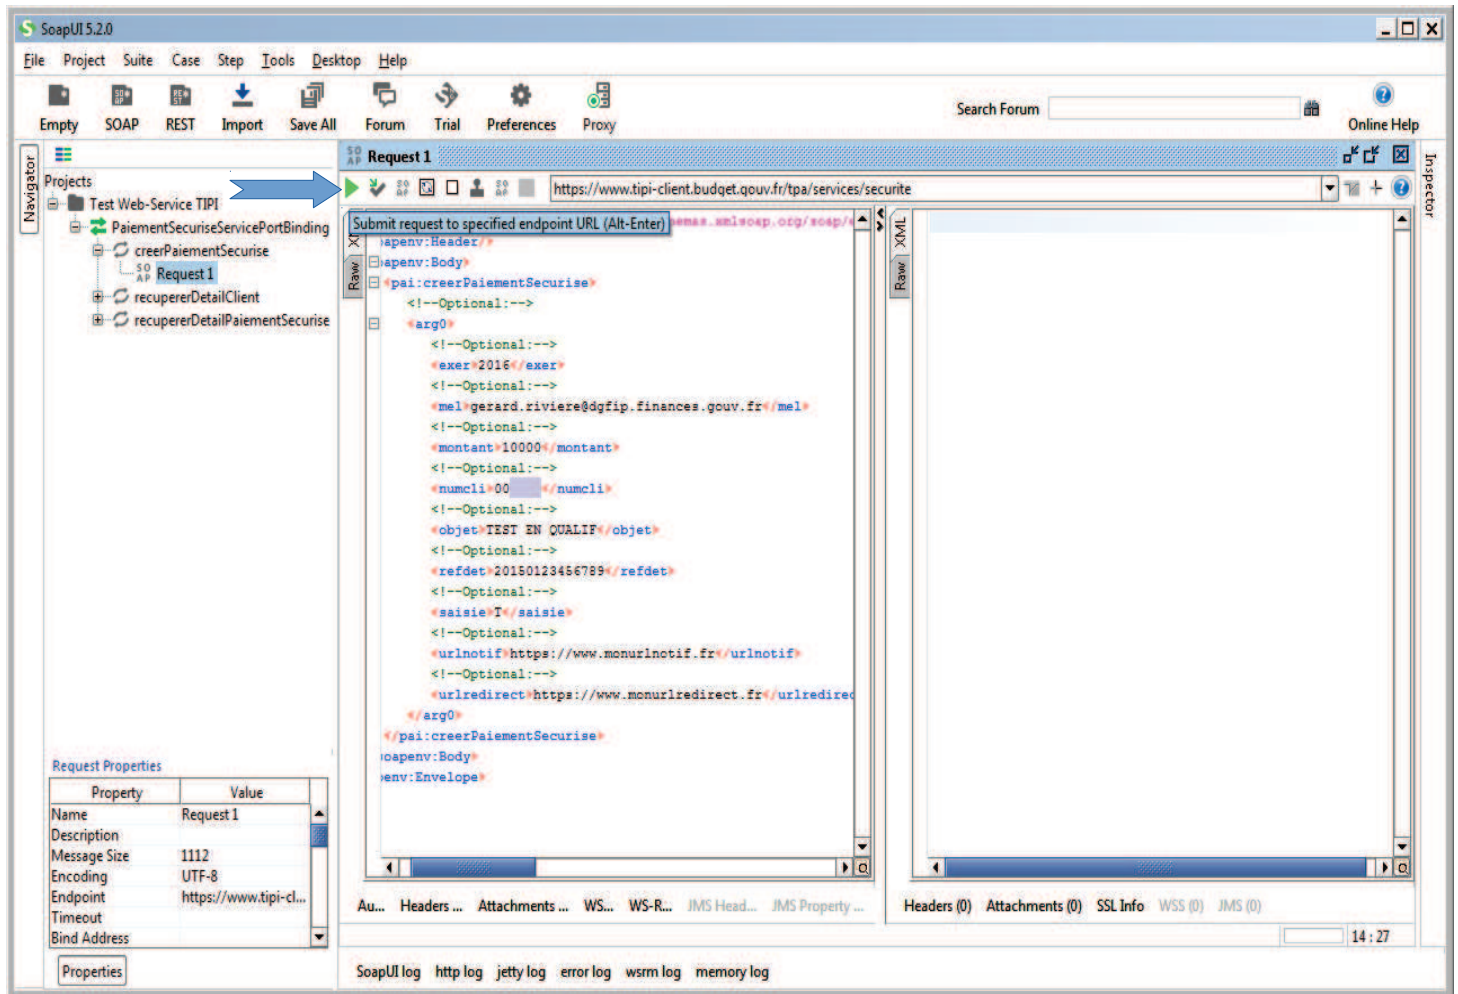 SoapUI 5.2.0
File Project Suite Case Step Tools Desktop Help
Empty SOAP REST Import Save All Forum Trial Preferences Proxy
Search Forum
Online Help
Navigator
Projects
Test Web-Service TIPI
PaiementSecuriseServicePortBinding
creerPaiementSecurise
SOAP Request 1
recupererDetailClient
recupererDetailPaiementSecurise
SOAP Request 1
https://www.tipi-client.budget.gouv.fr/tpa/services/securite
Submit request to specified endpoint URL (Alt-Enter)
emas.xmlsoap.org/soap/
Raw
apenv:Header/>
apenv:Body>
<pai:creerPaiementSecurise>
<!--Optional:-->
<arg0>
<!--Optional:-->
<exer>2016</exer>
<!--Optional:-->
<mel>gerard.riviere@dgfip.finances.gouv.fr</mel>
<!--Optional:-->
<montant>10000</montant>
<!--Optional:-->
<numcli>00 </numcli>
<!--Optional:-->
<objet>TEST EN QUALIF</objet>
<!--Optional:-->
<refdet>20150123456789</refdet>
<!--Optional:-->
<saisie>T</saisie>
<!--Optional:-->
<urlnotif>https://www.monurlnotif.fr</urlnotif>
<!--Optional:-->
<urlredirect>https://www.monurlredirect.fr</urlredirec
</arg0>
</pai:creerPaiementSecurise>
oapenv:Body>
env:Envelope>
XML
Raw
Inspector
Request Properties
Property Value
Name Request 1
Description
Message Size 1112
Encoding UTF-8
Endpoint https://www.tipi-cl...
Timeout
Bind Address
Properties
Au... Headers ... Attachments ... WS... WS-R... JMS Head... JMS Property ...
Headers (0) Attachments (0) SSL Info WSS (0) JMS (0)
14 : 27
SoapUI log http log jetty log error log wsrm log memory log